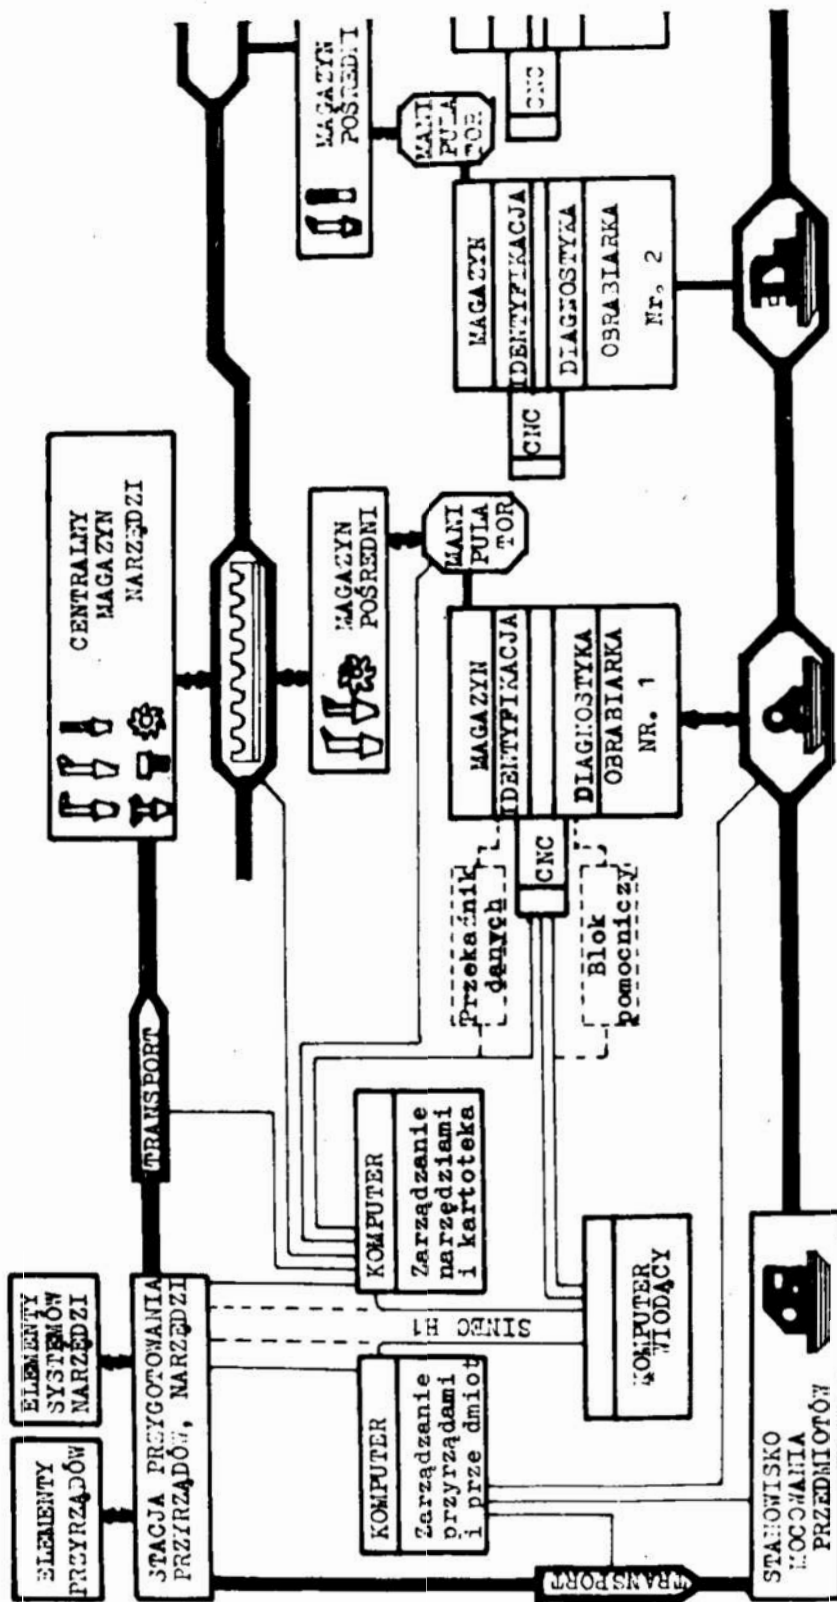 ELEMENTY
PRZYRZĄDÓW
ELEMENTY
SYSTEMÓW
NARZĘDZI
STACJA PRZYGOTOWANIA
PRZYRZĄDÓW, NARZĘDZI
TRANSPORT
CENTRALNY
MAGAZYN
NARZĘDZI
KOMPUTER
Zarządzanie
przyrządami
i prze dmiot
SINEC H1
KOMPUTER
Zarządzanie
narzędziami
i kartoteka
MAGAZYN
POŚREDNI
MAGAZYN
POŚREDNI
MANI
PULA
TOR
MANI
PULA
TOR
Przekaźnik
danych
CNC
Blok
pomocniczy
MAGAZYN
IDENTYFIKACJA
DIAGNOSTYKA
OBRABIARKA
NR. 1
CNC
MAGAZYN
IDENTYFIKACJA
DIAGNOSTYKA
OBRABIARKA
Nr. 2
CNC
KOMPUTER
WIODĄCY
TRANSPORT
STANOWISKO
MOCOWANIA
PRZEDMIOTÓW